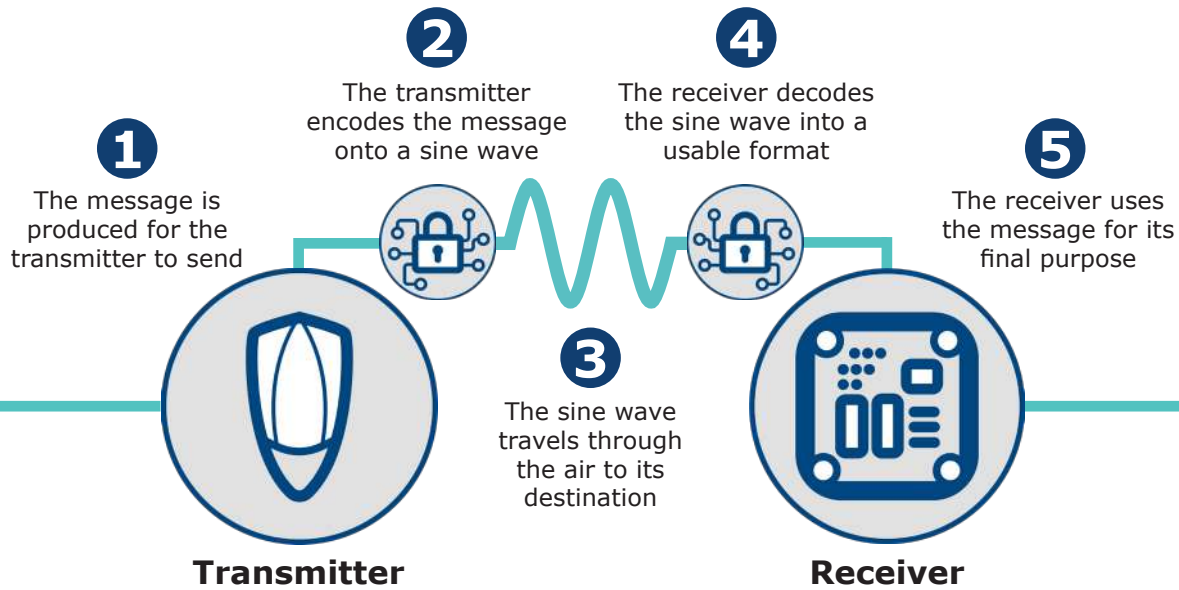 1
The message is
produced for the
transmitter to send
2
The transmitter
encodes the message
onto a sine wave
3
The sine wave
travels through
the air to its
destination
4
The receiver decodes
the sine wave into a
usable format
5
The receiver uses
the message for its
final purpose
Transmitter
Receiver